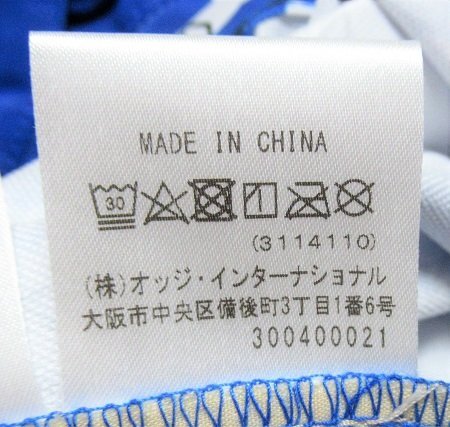 MADE IN CHINA
30
(3114110)
(株)オッジ・インターナショナル
大阪市中央区備後町3丁目1番6号
300400021